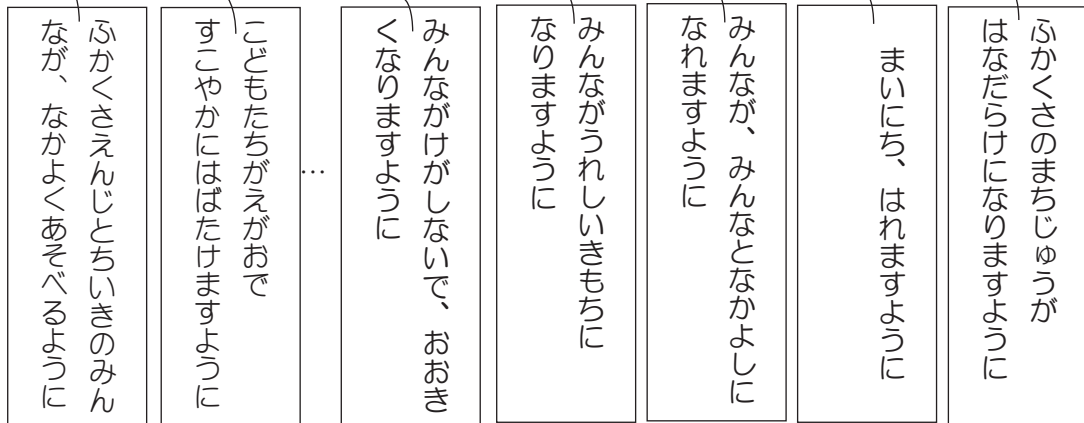 ふかくさのまちじゅうが
はなだらけになりますように
まいにち、はれますように
みんなが、みんなとなかよしに
なれますように
みんながうれしいきもちに
なりますように
みんながけがしないで、おおき
くなりますように
…
こどもたちがえがおで
すこやかにはばたけますように
ふかくさえんじとちいきのみん
なが、なかよくあそべるように